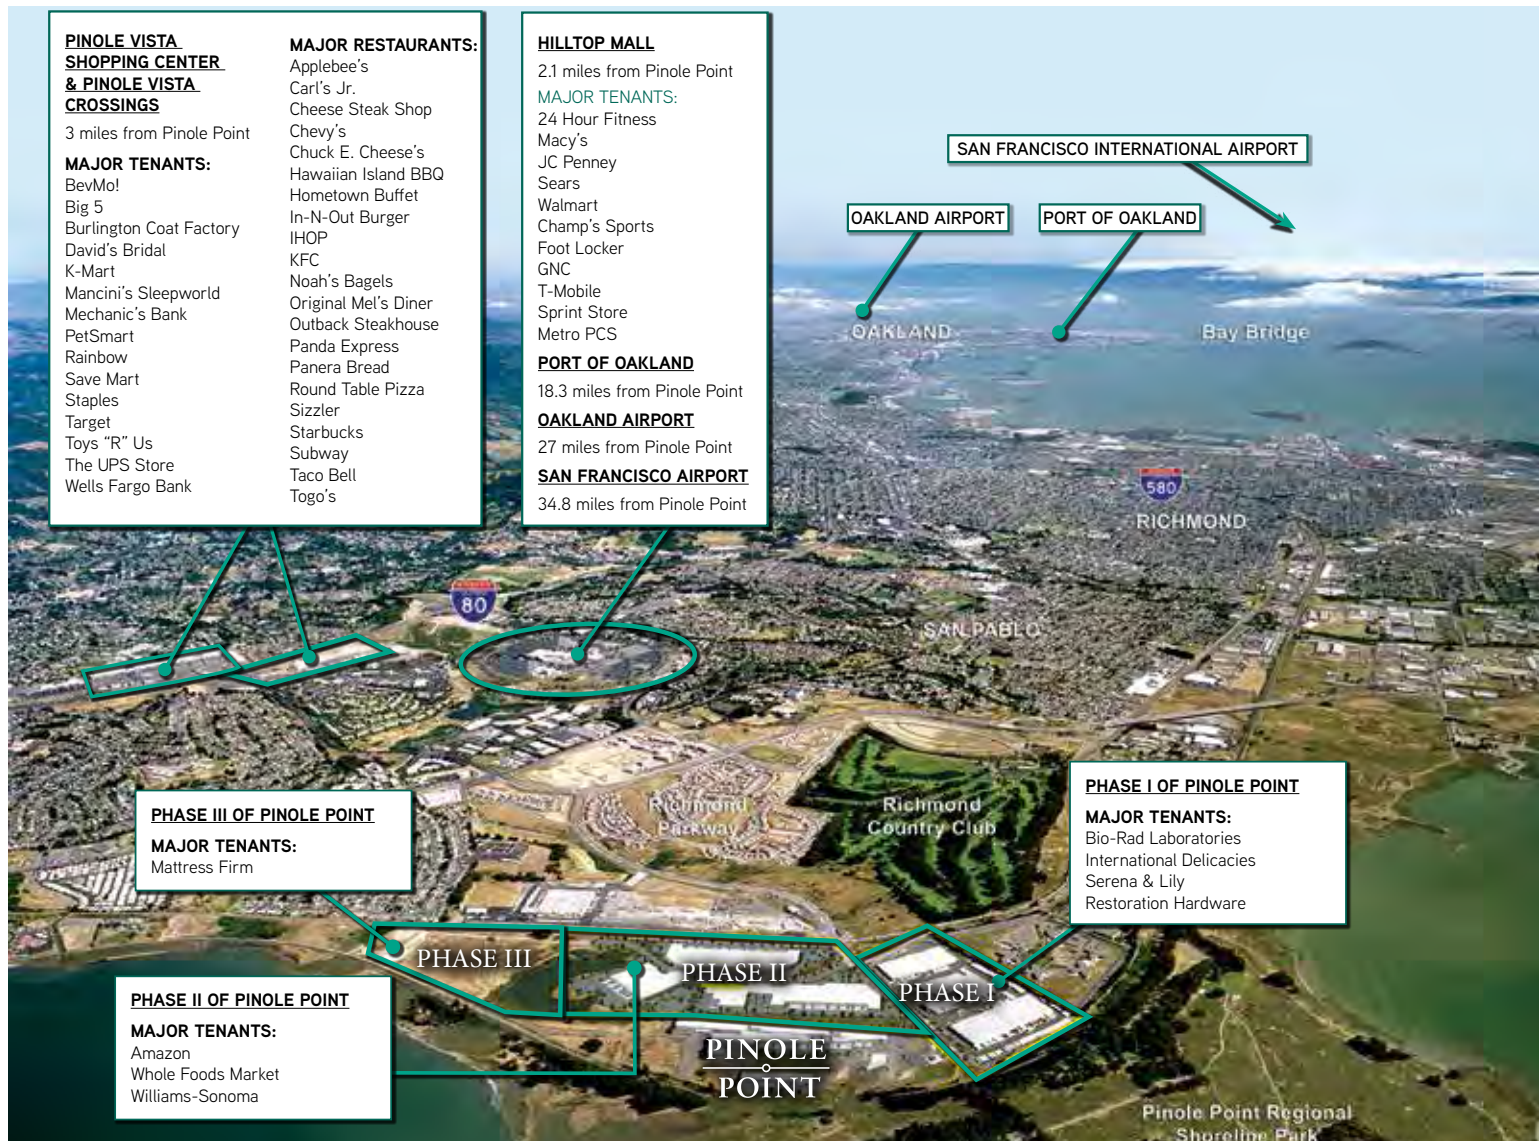 PINOLE VISTA
SHOPPING CENTER
& PINOLE VISTA
CROSSINGS
3 miles from Pinole Point
MAJOR TENANTS:
BevMo!
Big 5
Burlington Coat Factory
David's Bridal
K-Mart
Mancini's Sleepworld
Mechanic's Bank
PetSmart
Rainbow
Save Mart
Staples
Target
Toys “R” Us
The UPS Store
Wells Fargo Bank
MAJOR RESTAURANTS:
Applebee's
Carl's Jr.
Cheese Steak Shop
Chevy's
Chuck E. Cheese's
Hawaiian Island BBQ
Hometown Buffet
In-N-Out Burger
IHOP
KFC
Noah's Bagels
Original Mel's Diner
Outback Steakhouse
Panda Express
Panera Bread
Round Table Pizza
Sizzler
Starbucks
Subway
Taco Bell
Togo's
HILLTOP MALL
2.1 miles from Pinole Point
MAJOR TENANTS:
24 Hour Fitness
Macy's
JC Penney
Sears
Walmart
Champ's Sports
Foot Locker
GNC
T-Mobile
Sprint Store
Metro PCS
PORT OF OAKLAND
18.3 miles from Pinole Point
OAKLAND AIRPORT
27 miles from Pinole Point
SAN FRANCISCO AIRPORT
34.8 miles from Pinole Point
SAN FRANCISCO INTERNATIONAL AIRPORT
OAKLAND AIRPORT
PORT OF OAKLAND
OAKLAND
Bay Bridge
580
RICHMOND
80
SAN PABLO
Richmond
Parkway
Richmond
Country Club
PHASE I OF PINOLE POINT
MAJOR TENANTS:
Bio-Rad Laboratories
International Delicacies
Serena & Lily
Restoration Hardware
PHASE III OF PINOLE POINT
MAJOR TENANTS:
Mattress Firm
PHASE III
PHASE II
PHASE I
PHASE II OF PINOLE POINT
MAJOR TENANTS:
Amazon
Whole Foods Market
Williams-Sonoma
PINOLE
POINT
Pinole Point Regional
Shoreline Park